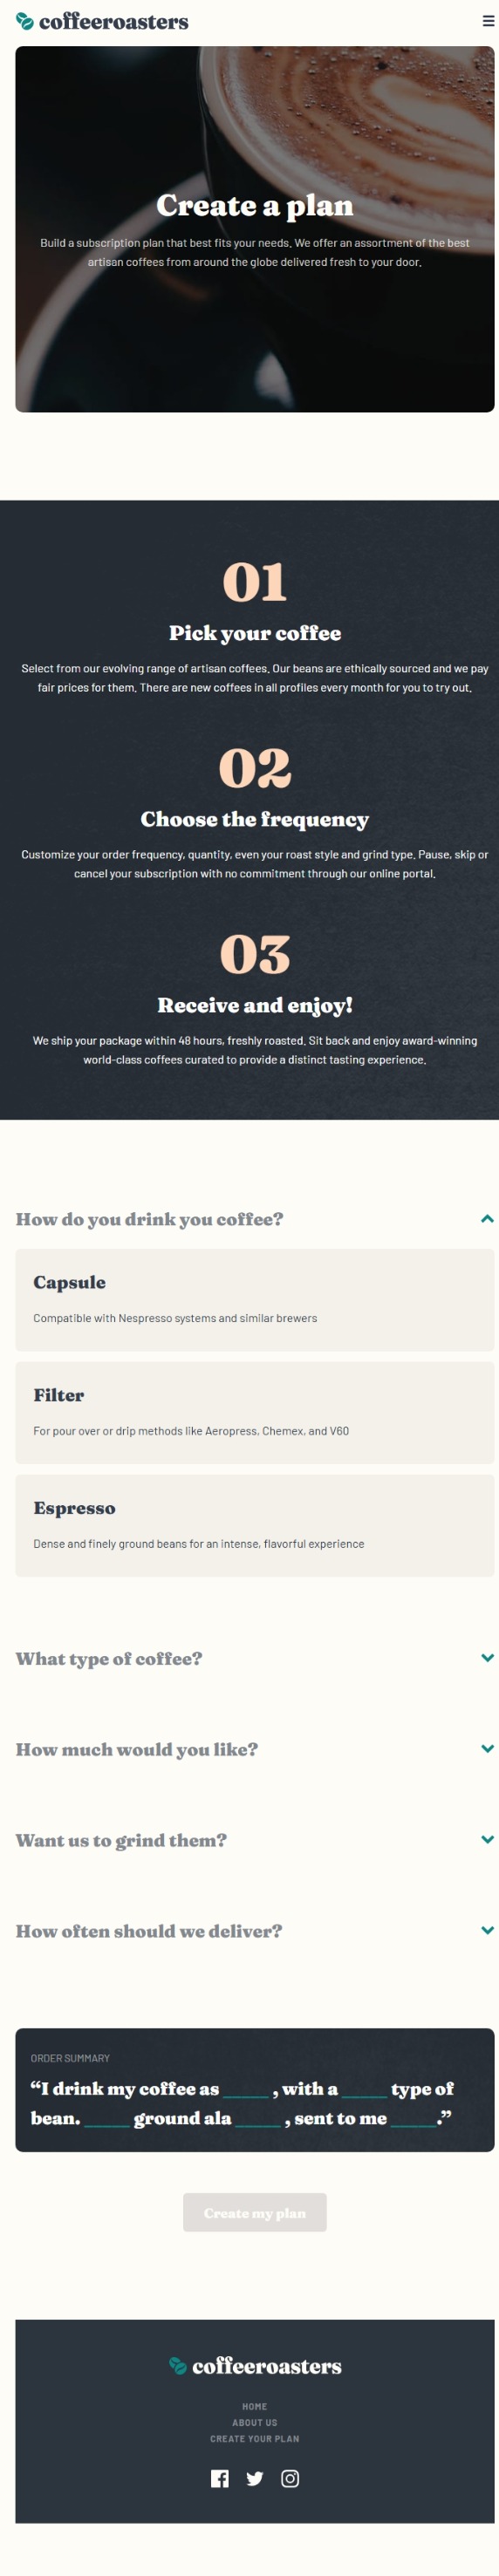 coffeeroasters
Create a plan
Build a subscription plan that best fits your needs. We offer an assortment of the best
artisan coffees from around the globe delivered fresh to your door.
01
Pick your coffee
Select from our evolving range of artisan coffees. Our beans are ethically sourced and we pay
fair prices for them. There are new coffees in all profiles every month for you to try out.
02
Choose the frequency
Customize your order frequency, quantity, even your roast style and grind type. Pause, skip or
cancel your subscription with no commitment through our online portal.
03
Receive and enjoy!
We ship your package within 48 hours, freshly roasted. Sit back and enjoy award-winning
world-class coffees curated to provide a distinct tasting experience.
How do you drink you coffee?
Capsule
Compatible with Nespresso systems and similar brewers
Filter
For pour over or drip methods like Aeropress, Chemex, and V60
Espresso
Dense and finely ground beans for an intense, flavorful experience
What type of coffee?
How much would you like?
Want us to grind them?
How often should we deliver?
ORDER SUMMARY
“I drink my coffee as _____ , with a _____ type of
bean. _____ ground ala _____ , sent to me _____.”
Create my plan
coffeeroasters
HOME
ABOUT US
CREATE YOUR PLAN